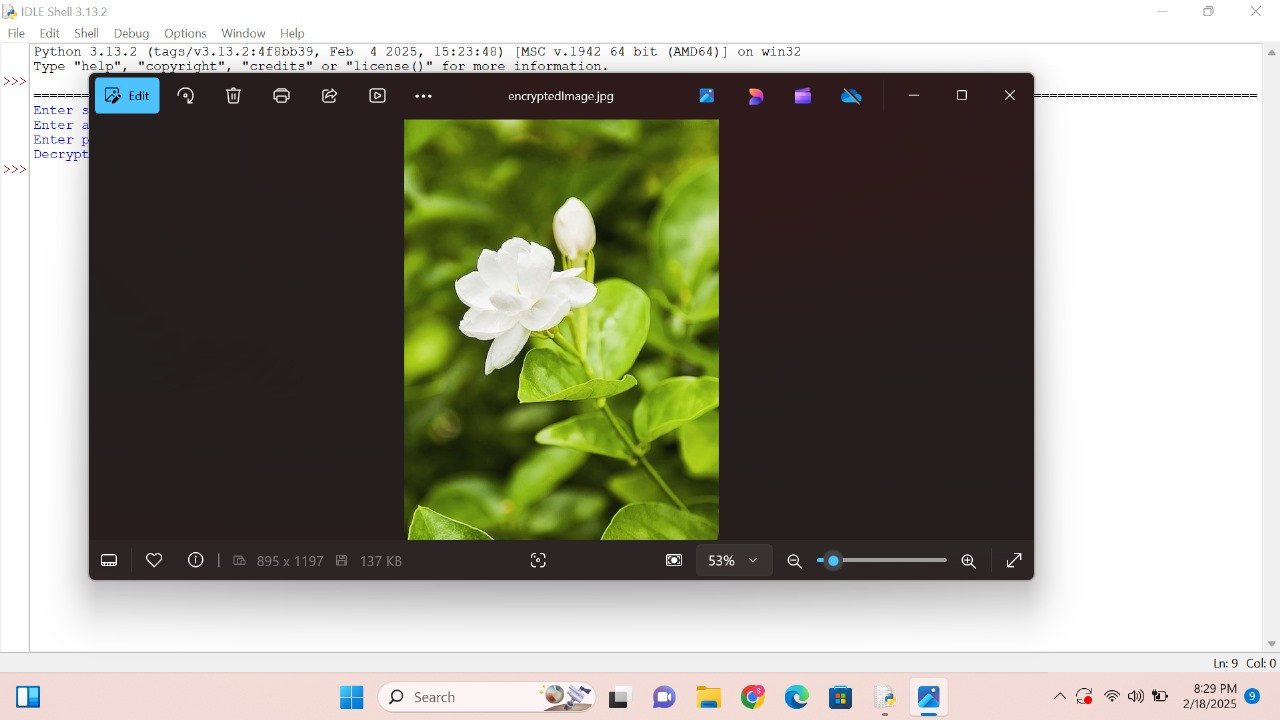 IDLE Shell 3.13.2
File Edit Shell Debug Options Window Help
Python 3.13.2 (tags/v3.13.2:4f8bb39, Feb 4 2025, 15:23:48) [MSC v.1942 64 bit (AMD64)] on win32
Type "help", "copyright", "credits" or "license()" for more information.
>>>
Edit encryptedImage.jpg
Enter s
Enter a
Enter p
Decrypt
>>>
895 x 1197 137 KB 53%
Ln: 9 Col: 0
Search
8:29 PM
2/18/2025
9